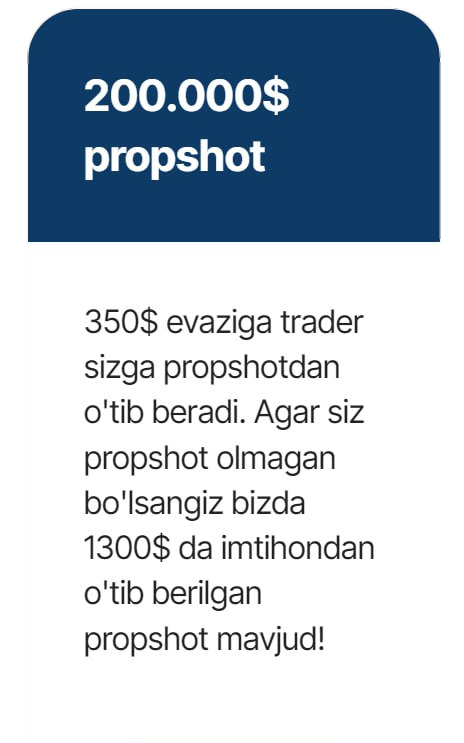 200.000$
propshot
350$ evaziga trader
sizga propshotdan
o'tib beradi. Agar siz
propshot olmagan
bo'lsangiz bizda
1300$ da imtihondan
o'tib berilgan
propshot mavjud!